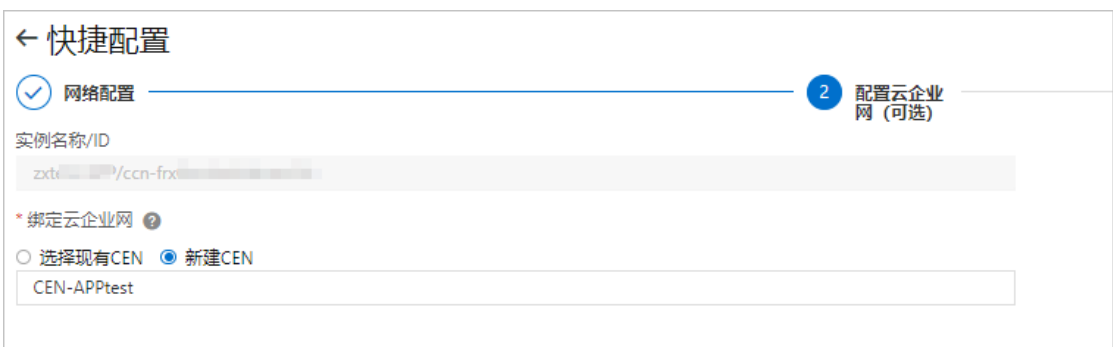 快捷配置
网络配置
2
配置云企业
网（可选）
实例名称/ID
/ccn-frx
* 绑定云企业网
选择现有CEN
新建CEN
CEN-APPtest